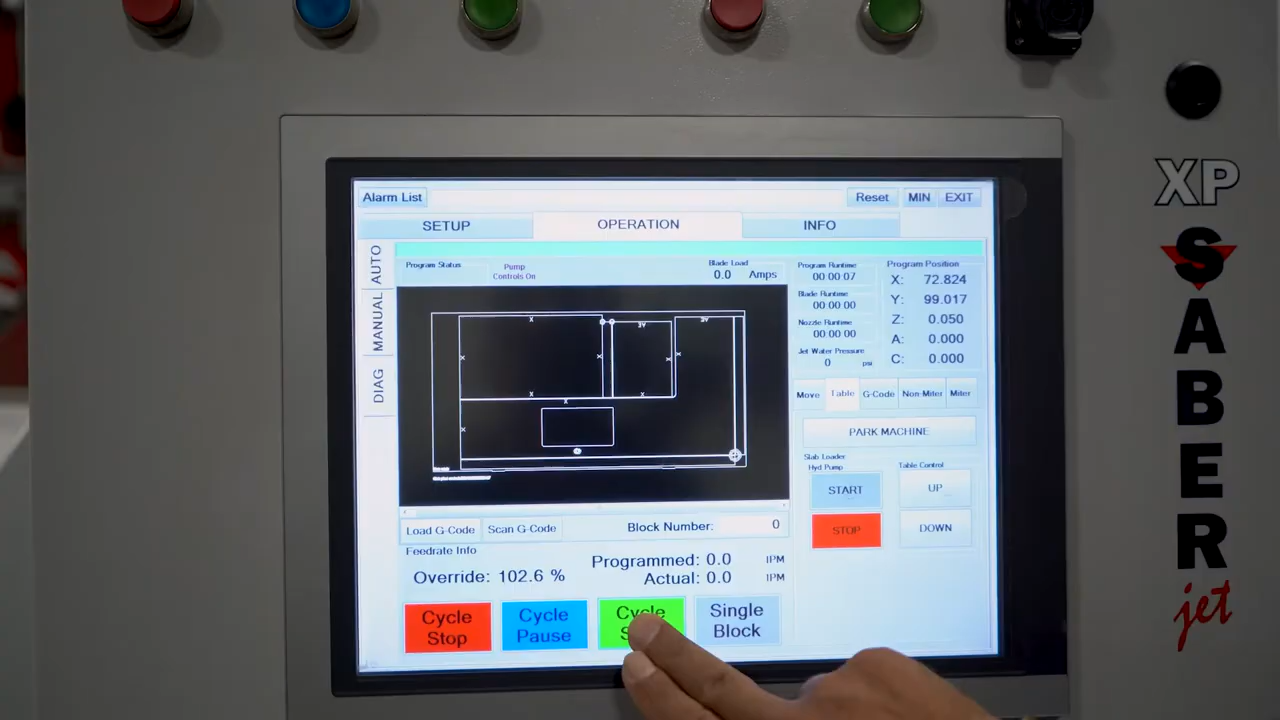 Alarm List
Reset
MIN
EXIT
SETUP
OPERATION
INFO
AUTO
MANUAL
DIAG
Program Status
Pump
Controls On
Blade Load
0.0 Amps
Program Runtime
00:00:07
Blade Runtime
00:00:00
Nozzle Runtime
00:00:00
Jet Water Pressure
0 psi
Program Position
X: 72.824
Y: 99.017
Z: 0.050
A: 0.000
C: 0.000
Move
Table
G-Code
Non-Miter
Miter
PARK MACHINE
Slab Loader
Hyd Pump
START
STOP
Table Control
UP
DOWN
Load G-Code
Scan G-Code
Block Number: 0
Feedrate Info
Override: 102.6 %
Programmed: 0.0 IPM
Actual: 0.0 IPM
Cycle
Stop
Cycle
Pause
Cycle
Single
Block
XP
SABER
jet